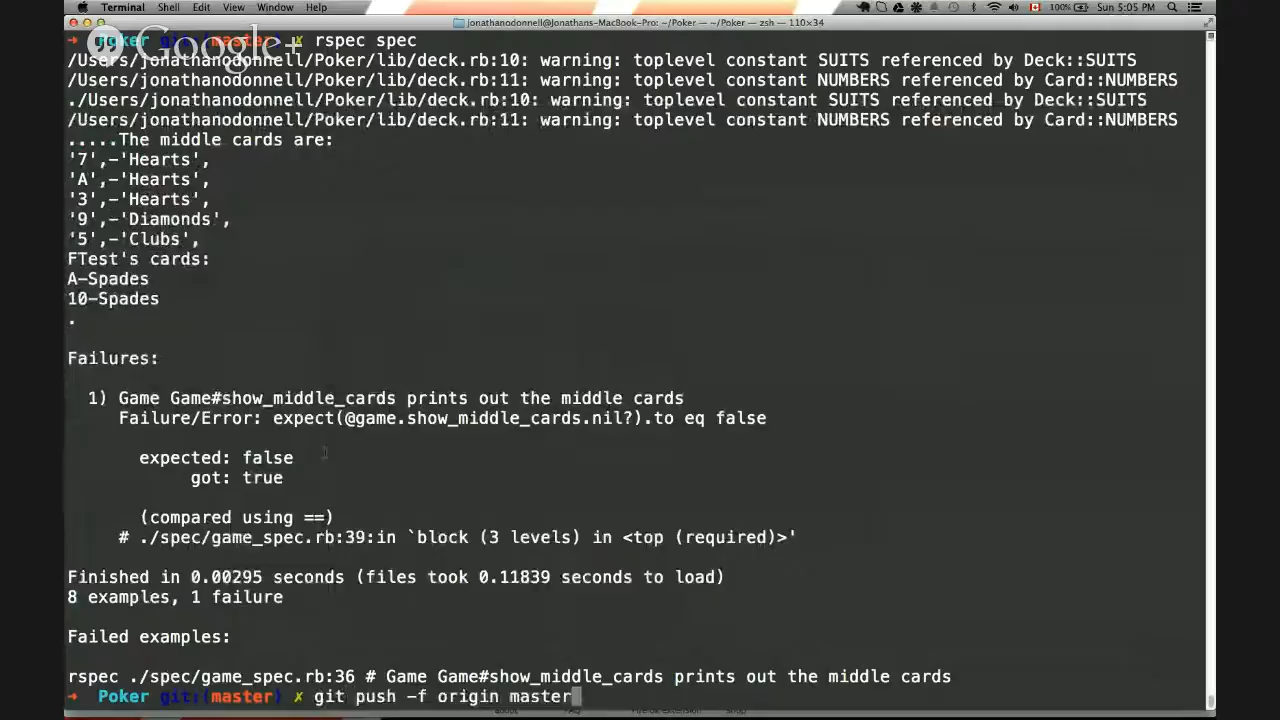 Terminal Shell Edit View Window Help 100% Sun 5:05 PM
jonathanodonnell@Jonathans-MacBook-Pro: ~/Poker — ~/Poker — zsh — 110×34
➜ Poker git:(master) ✗ rspec spec
Google+
/Users/jonathanodonnell/Poker/lib/deck.rb:10: warning: toplevel constant SUITS referenced by Deck::SUITS
/Users/jonathanodonnell/Poker/lib/deck.rb:11: warning: toplevel constant NUMBERS referenced by Card::NUMBERS
./Users/jonathanodonnell/Poker/lib/deck.rb:10: warning: toplevel constant SUITS referenced by Deck::SUITS
/Users/jonathanodonnell/Poker/lib/deck.rb:11: warning: toplevel constant NUMBERS referenced by Card::NUMBERS
.....The middle cards are:
'7',-'Hearts',
'A',-'Hearts',
'3',-'Hearts',
'9',-'Diamonds',
'5',-'Clubs',
FTest's cards:
A-Spades
10-Spades
.
Failures:
1) Game Game#show_middle_cards prints out the middle cards
Failure/Error: expect(@game.show_middle_cards.nil?).to eq false
expected: false
got: true
(compared using ==)
# ./spec/game_spec.rb:39:in `block (3 levels) in <top (required)>'
Finished in 0.00295 seconds (files took 0.11839 seconds to load)
8 examples, 1 failure
Failed examples:
rspec ./spec/game_spec.rb:36 # Game Game#show_middle_cards prints out the middle cards
➜ Poker git:(master) ✗ git push -f origin master